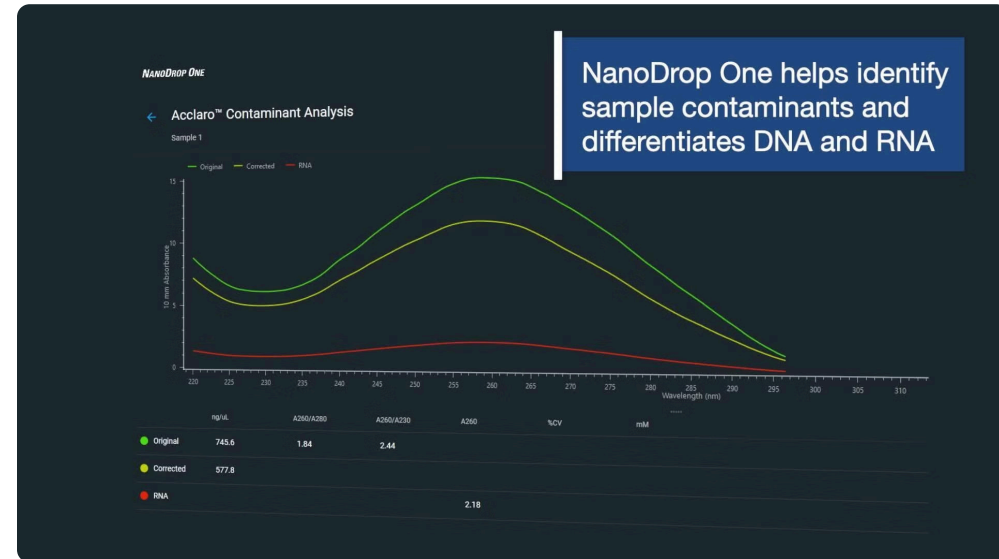 NanoDrop One helps identify
sample contaminants and
differentiates DNA and RNA
NANODROP ONE
Acclaro™ Contaminant Analysis
Sample 1
Original Corrected RNA
15
10
5
0
10 mm Absorbance
220 225 230 235 240 245 250 255 260 265 270 275 280 285 290 295 300 305 310
Wavelength (nm)
ng/uL A260/A280 A260/A230 A260 %CV mM
Original 745.6 1.84 2.44
Corrected 577.8
RNA 2.18